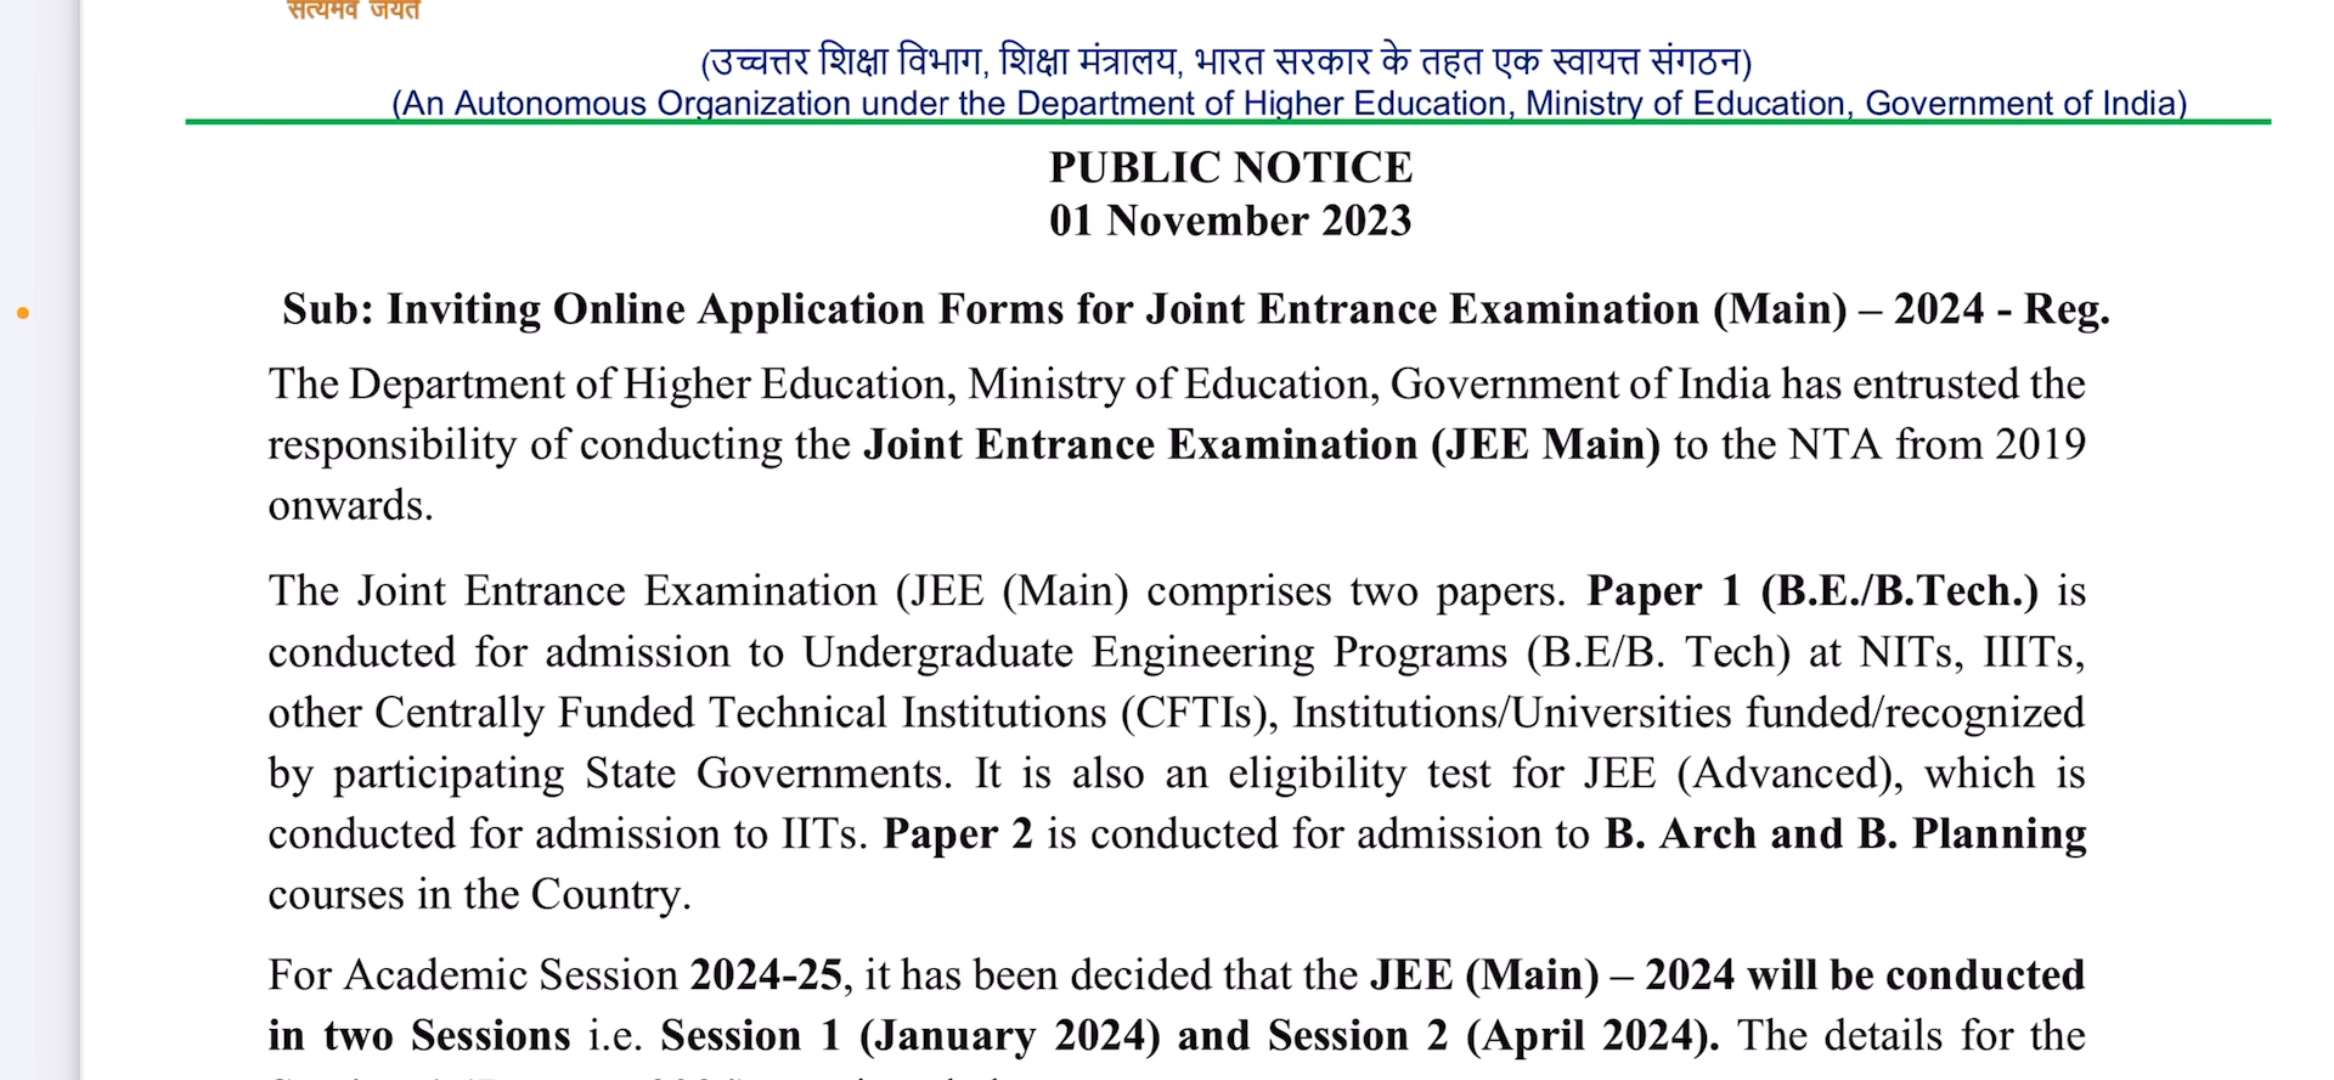 सत्यमेव जयते
(उच्चत्तर शिक्षा विभाग, शिक्षा मंत्रालय, भारत सरकार के तहत एक स्वायत्त संगठन)
(An Autonomous Organization under the Department of Higher Education, Ministry of Education, Government of India)
PUBLIC NOTICE
01 November 2023
Sub: Inviting Online Application Forms for Joint Entrance Examination (Main) – 2024 - Reg.
The Department of Higher Education, Ministry of Education, Government of India has entrusted the
responsibility of conducting the Joint Entrance Examination (JEE Main) to the NTA from 2019
onwards.
The Joint Entrance Examination (JEE (Main) comprises two papers. Paper 1 (B.E./B.Tech.) is
conducted for admission to Undergraduate Engineering Programs (B.E/B. Tech) at NITs, IIITs,
other Centrally Funded Technical Institutions (CFTIs), Institutions/Universities funded/recognized
by participating State Governments. It is also an eligibility test for JEE (Advanced), which is
conducted for admission to IITs. Paper 2 is conducted for admission to B. Arch and B. Planning
courses in the Country.
For Academic Session 2024-25, it has been decided that the JEE (Main) – 2024 will be conducted
in two Sessions i.e. Session 1 (January 2024) and Session 2 (April 2024). The details for the